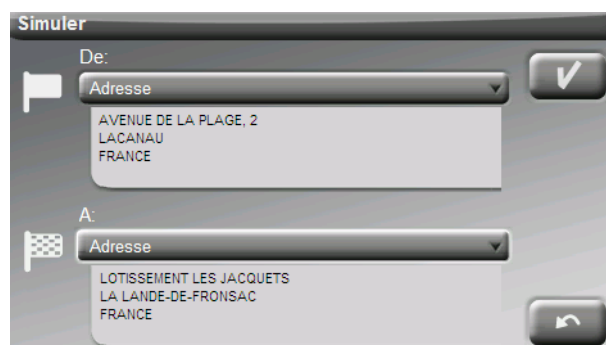 Simuler
De:
Adresse
AVENUE DE LA PLAGE, 2
LACANAU
FRANCE
A:
Adresse
LOTISSEMENT LES JACQUETS
LA LANDE-DE-FRONSAC
FRANCE